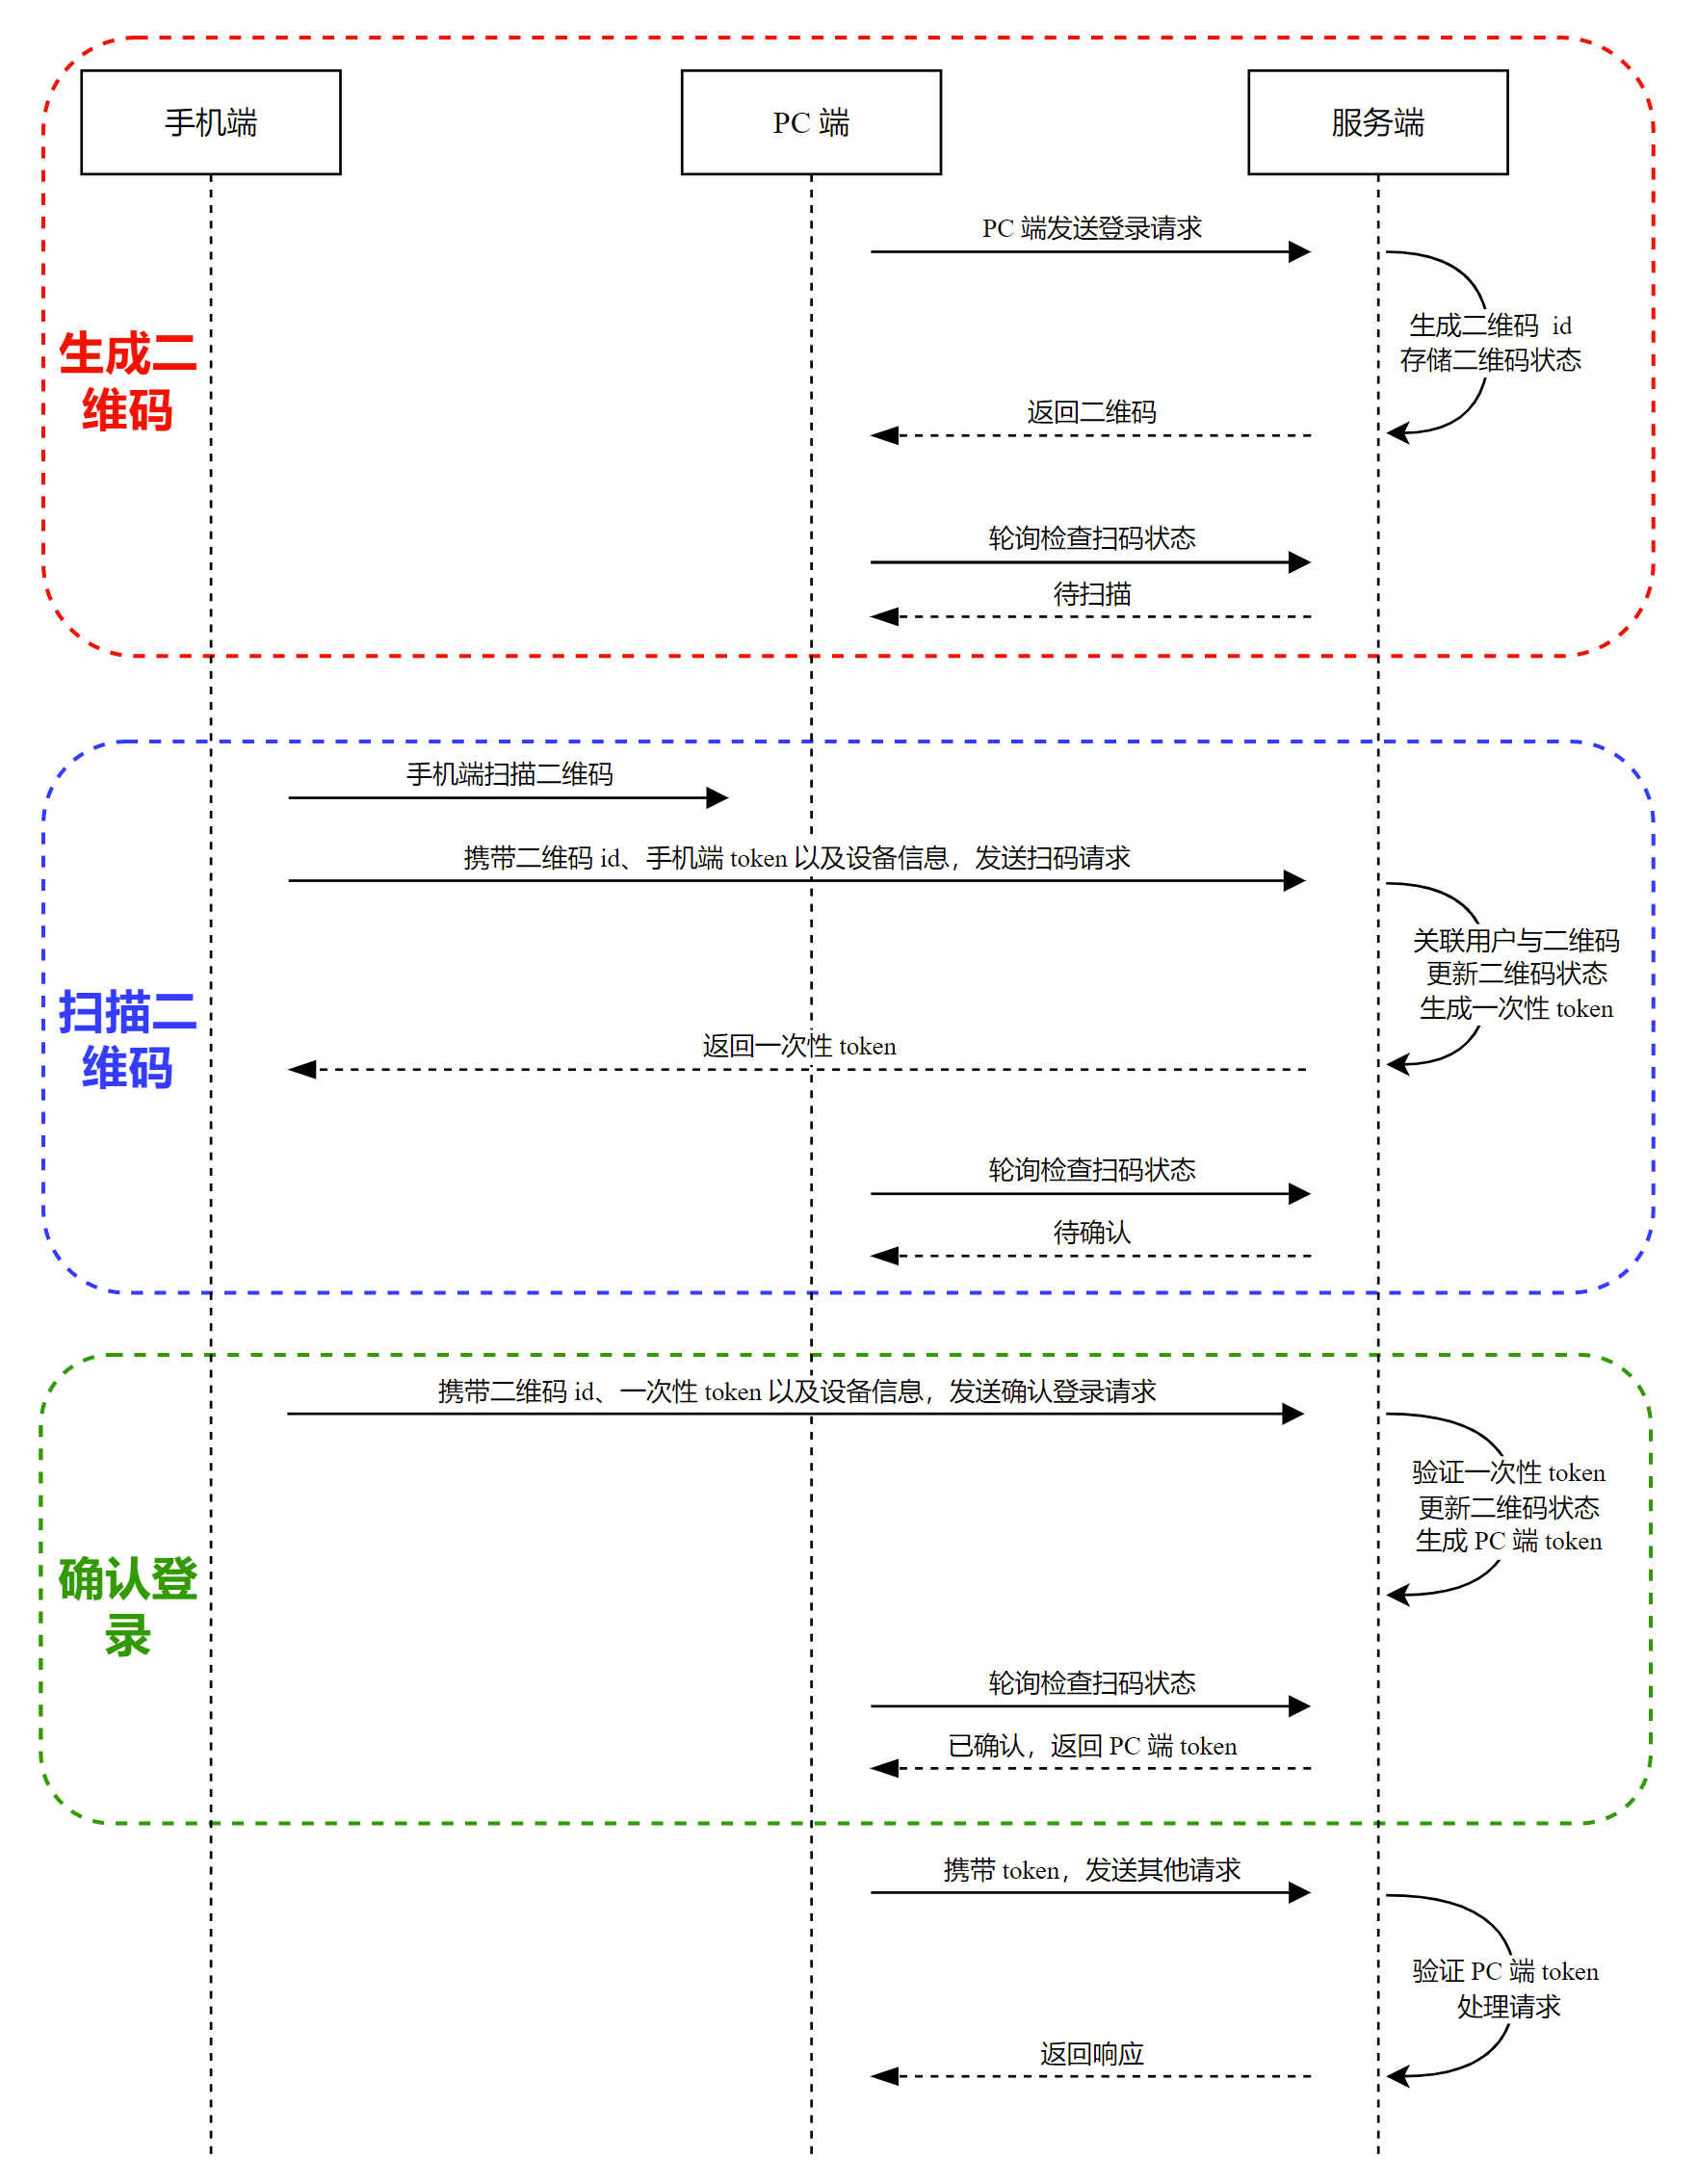 手机端
PC 端
服务端
PC 端发送登录请求
生成二维码 id
存储二维码状态
生成二
维码
返回二维码
轮询检查扫码状态
待扫描
手机端扫描二维码
携带二维码 id、手机端 token 以及设备信息，发送扫码请求
关联用户与二维码
更新二维码状态
生成一次性 token
扫描二
维码
返回一次性 token
轮询检查扫码状态
待确认
携带二维码 id、一次性 token 以及设备信息，发送确认登录请求
验证一次性 token
更新二维码状态
生成 PC 端 token
确认登
录
轮询检查扫码状态
已确认，返回 PC 端 token
携带 token，发送其他请求
验证 PC 端 token
处理请求
返回响应